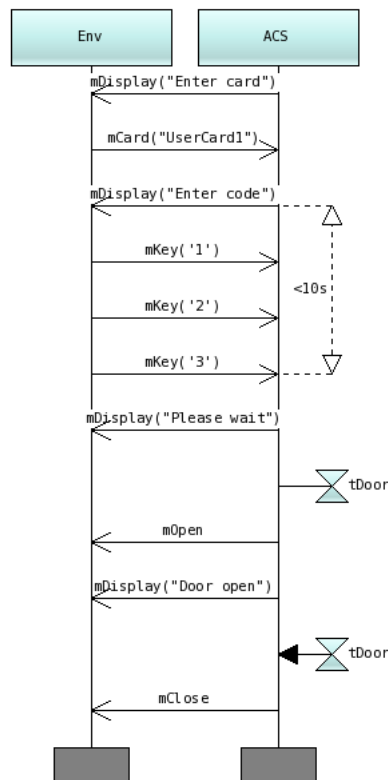 Env
ACS
mDisplay("Enter card")
mCard("UserCard1")
mDisplay("Enter code")
mKey('1')
<10s
mKey('2')
mKey('3')
mDisplay("Please wait")
tDoor
mOpen
mDisplay("Door open")
tDoor
mClose